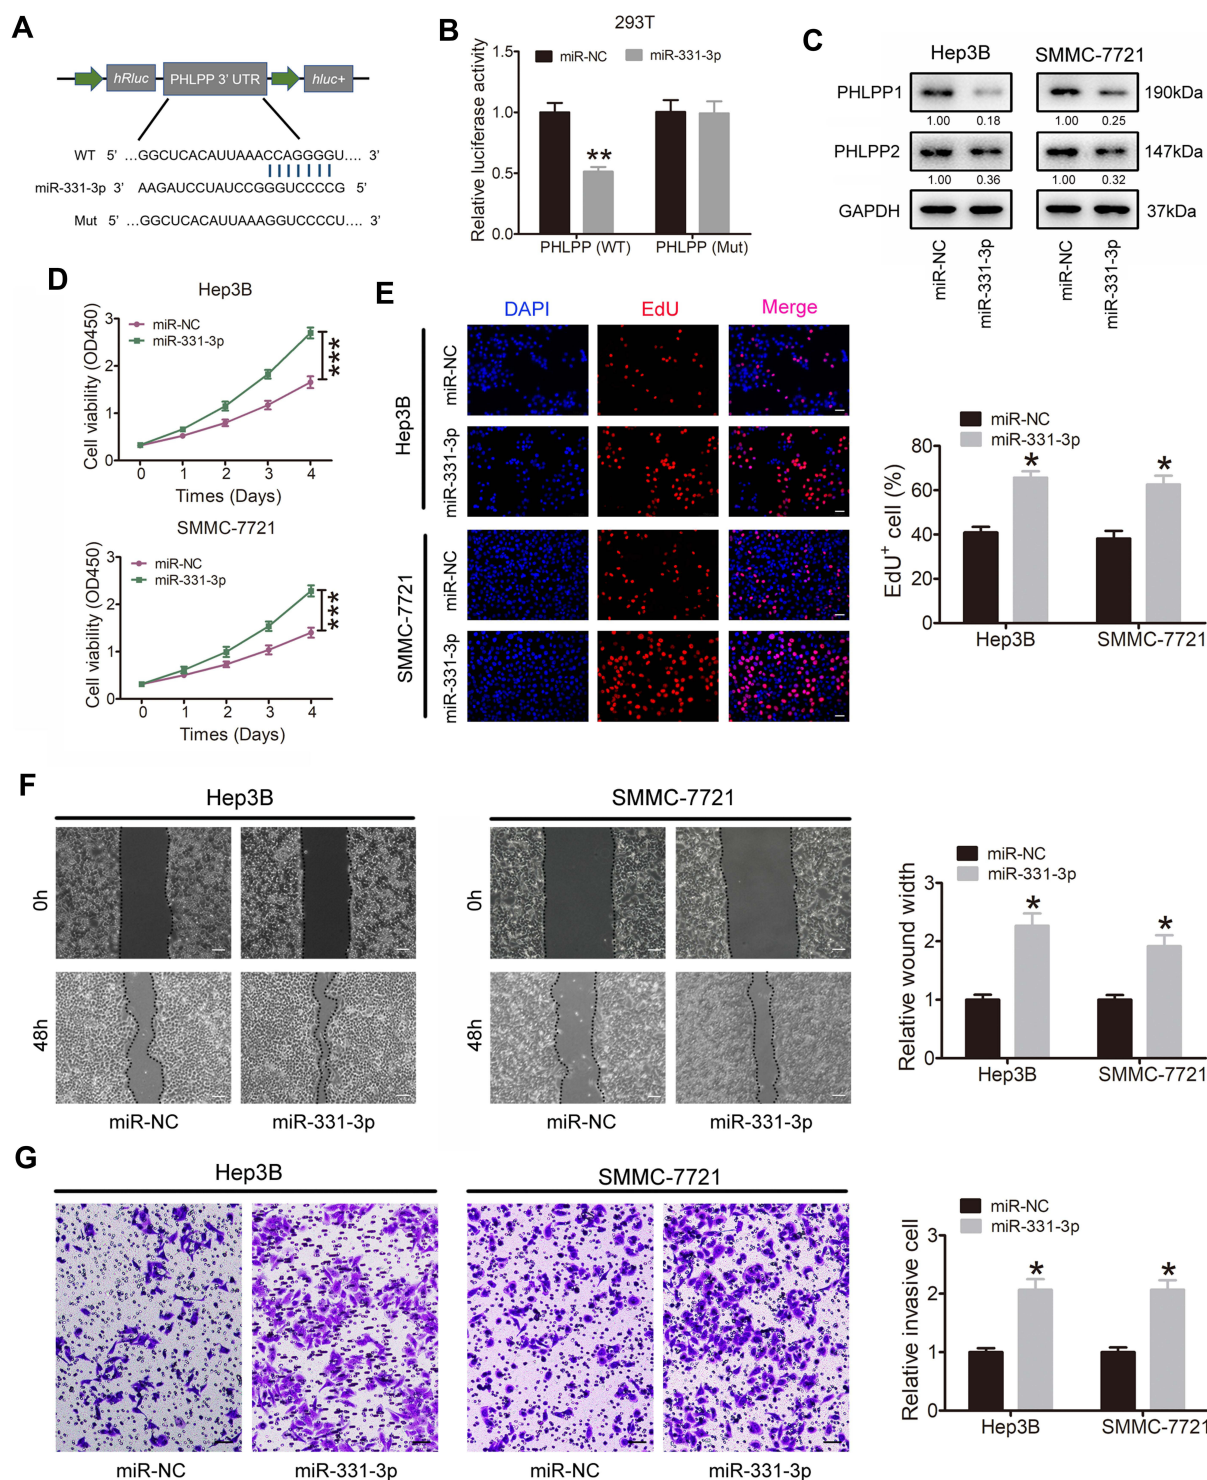 A
hRluc PHLPP 3' UTR hluc+
WT 5' ...GGCUCACAUUAAACCAGGGGU.... 3'
miR-331-3p 3' AAGAUCCUAUCCGGGUCCCCG 5'
Mut 5' ...GGCUCACAUUAAAGGUCCCCU.... 3'
B
293T
miR-NC miR-331-3p
Relative luciferase activity
1.5
1.0
0.5
0.0
**
PHLPP (WT) PHLPP (Mut)
C
Hep3B SMMC-7721
PHLPP1 190kDa
1.00 0.18 1.00 0.25
PHLPP2 147kDa
1.00 0.36 1.00 0.32
GAPDH 37kDa
miR-NC miR-331-3p miR-NC miR-331-3p
D
Hep3B
miR-NC
miR-331-3p
Cell viability (OD450)
3
2
1
0
***
0 1 2 3 4
Times (Days)
SMMC-7721
miR-NC
miR-331-3p
Cell viability (OD450)
3
2
1
0
***
0 1 2 3 4
Times (Days)
E
DAPI EdU Merge
Hep3B
miR-NC
miR-331-3p
SMMC-7721
miR-NC
miR-331-3p
miR-NC
miR-331-3p
EdU+ cell (%)
80
60
40
20
0
* *
Hep3B SMMC-7721
F
Hep3B SMMC-7721
0h
48h
miR-NC miR-331-3p miR-NC miR-331-3p
miR-NC
miR-331-3p
Relative wound width
3
2
1
0
* *
Hep3B SMMC-7721
G
Hep3B SMMC-7721
miR-NC miR-331-3p miR-NC miR-331-3p
miR-NC
miR-331-3p
Relative invasive cell
3
2
1
0
* *
Hep3B SMMC-7721